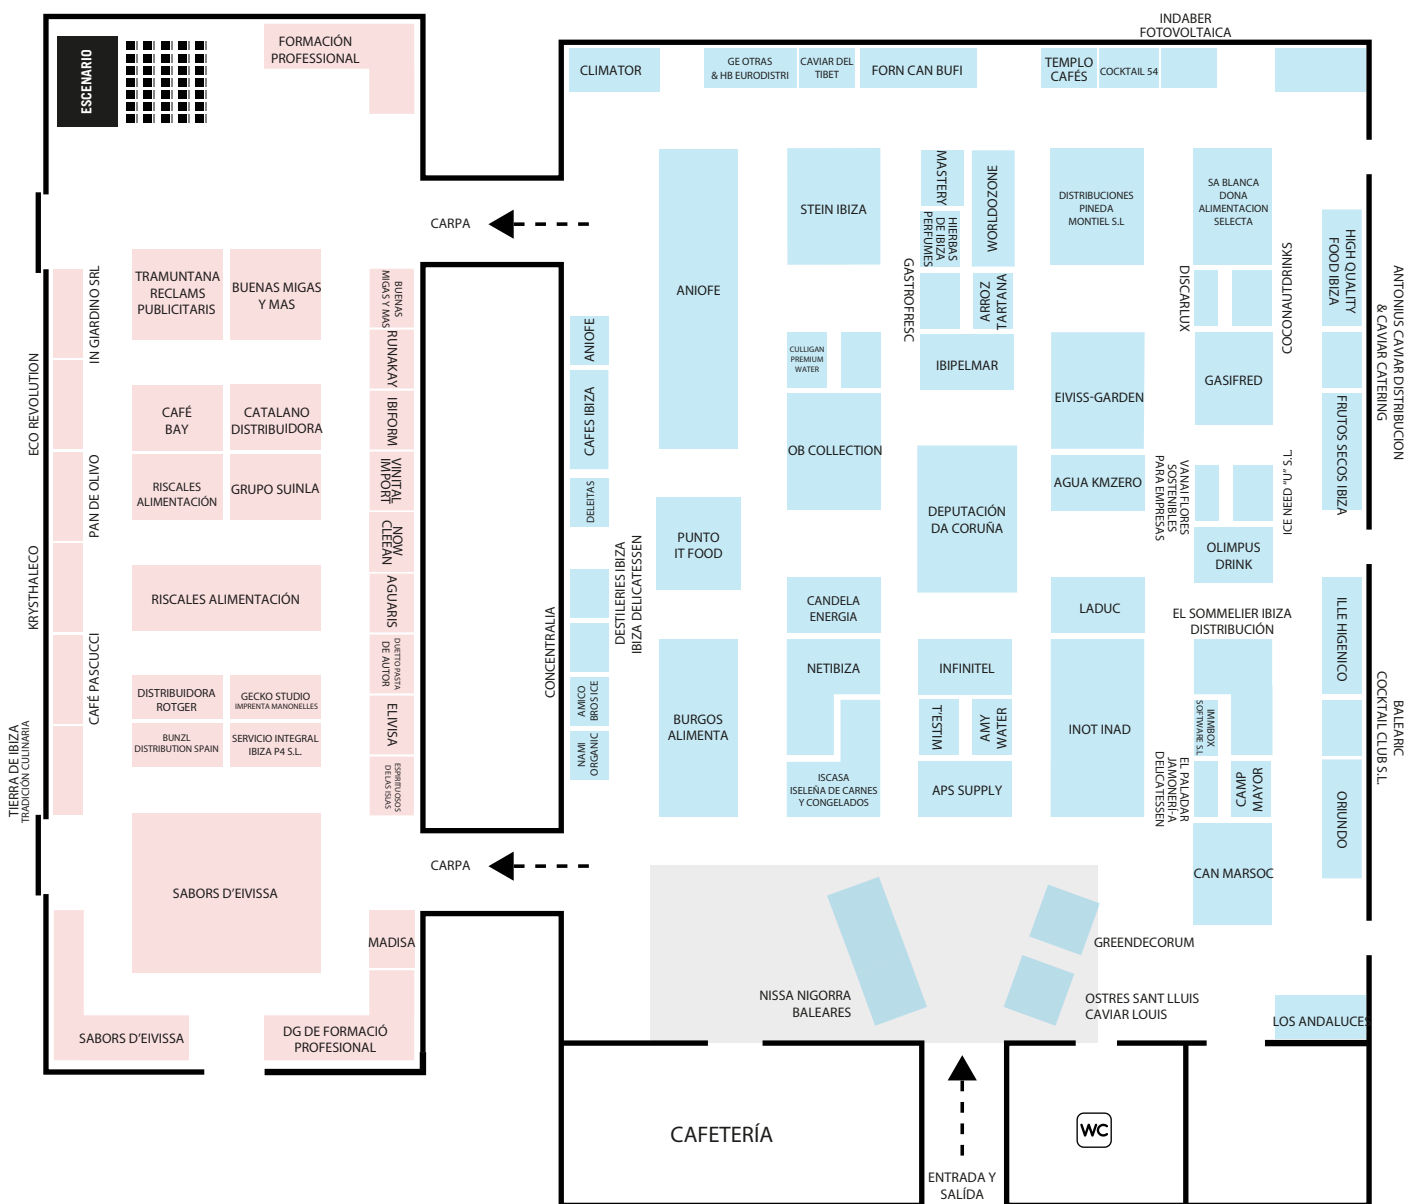 INDABER
FOTOVOLTAICA
ESCENARIO
FORMACIÓN
PROFESSIONAL
CLIMATOR
GE OTRAS
& HB EURODISTRI
CAVIAR DEL
TIBET
FORN CAN BUFI
TEMPLO
CAFÉS
COCKTAIL 54
CARPA
ANIOFE
STEIN IBIZA
MASTERY
HIERBAS
DE IBIZA
PERFUMES
WORLDOZONE
GASTROFRESC
ARROZ
TARTANA
IBIPELMAR
DISTRIBUCIONES
PINEDA
MONTIEL S.L
SA BLANCA
DONA
ALIMENTACION
SELECTA
DISCARLUX
COCONAUTDRINKS
HIGH QUALITY
FOOD IBIZA
ANTONIUS CAVIAR DISTRIBUCION
& CAVIAR CATERING
IN GIARDINO SRL
TRAMUNTANA
RECLAMS
PUBLICITARIS
BUENAS MIGAS
Y MAS
BUENAS
MIGAS Y MAS
RUNAKAY
ECO REVOLUTION
CAFÉ
BAY
CATALANO
DISTRIBUIDORA
IBIFORM
ANIOFE
CAFES IBIZA
CULLIGAN
PREMIUM
WATER
OB COLLECTION
EIVISS-GARDEN
GASIFRED
FRUTOS SECOS IBIZA
PAN DE OLIVO
RISCALES
ALIMENTACIÓN
GRUPO SUINLA
VINITAL
IMPORT
NOW
CLEEAN
DELEITAS
PUNTO
IT FOOD
DEPUTACIÓN
DA CORUÑA
AGUA KMZERO
VANAI FLORES
SOSTENIBLES
PARA EMPRESAS
ICE NEED "U" S.L.
OLIMPUS
DRINK
KRYSTHALECO
RISCALES ALIMENTACIÓN
AGUARIS
DESTILERIES IBIZA
IBIZA DELICATESSEN
CONCENTRALIA
CANDELA
ENERGIA
LADUC
EL SOMMELIER IBIZA
DISTRIBUCIÓN
ILLE HIGENICO
CAFÉ PASCUCCI
DUETTO PASTA
DE AUTOR
DISTRIBUIDORA
ROTGER
GECKO STUDIO
IMPRENTA MANONELLES
ELIVISA
AMICO
BROS ICE
NAMI
ORGANIC
BURGOS
ALIMENTA
NETIBIZA
INFINITEL
T'ESTIM
AMY
WATER
INOT INAD
IMMBOX
SOFTWARE S.L
BALEARIC
COCKTAIL CLUB S.L.
TIERRA DE IBIZA
TRADICIÓN CULINARIA
BUNZL
DISTRIBUTION SPAIN
SERVICIO INTEGRAL
IBIZA P4 S.L.
ESPIRITUOSOS
DE LAS ISLAS
ISCASA
ISELEÑA DE CARNES
Y CONGELADOS
APS SUPPLY
EL PALADAR
JAMONERÍ-A
DELICATESSEN
CAMP
MAYOR
ORIUNDO
SABORS D'EIVISSA
CARPA
CAN MARSOC
MADISA
GREENDECORUM
NISSA NIGORRA
BALEARES
OSTRES SANT LLUIS
CAVIAR LOUIS
SABORS D'EIVISSA
DG DE FORMACIÓ
PROFESIONAL
LOS ANDALUCES
CAFETERÍA
WC
ENTRADA Y
SALÍDA